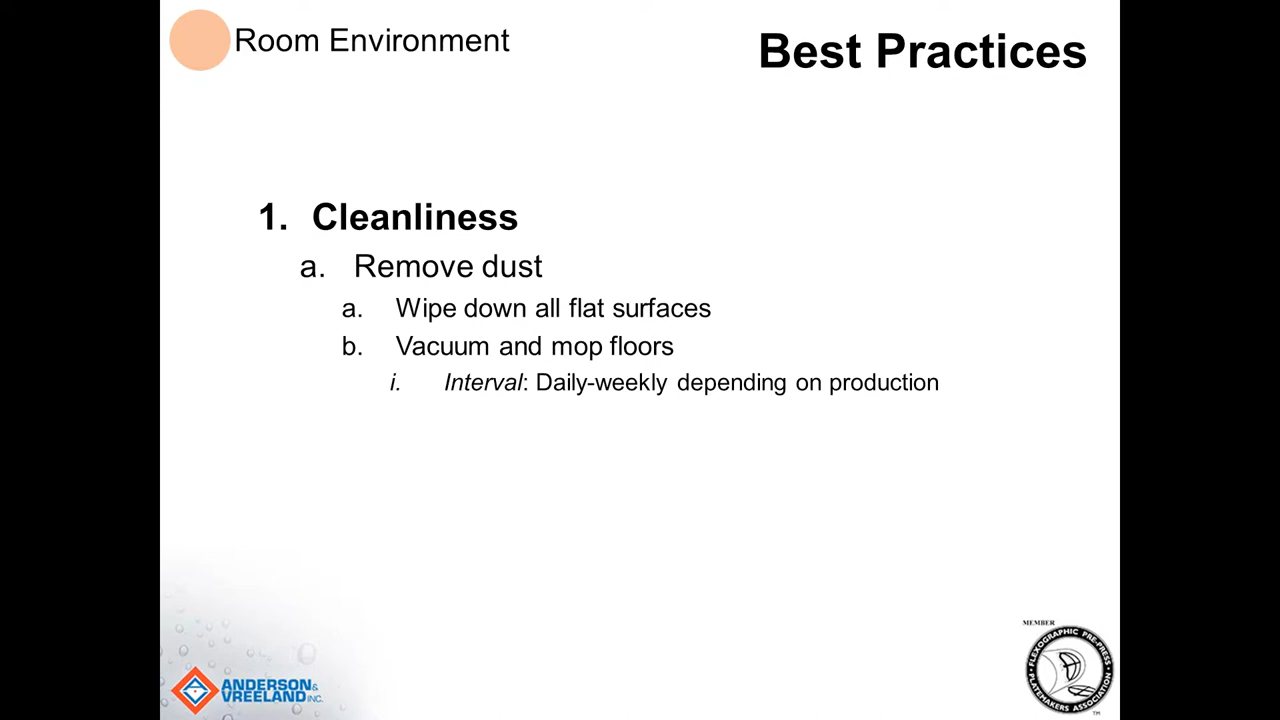 Room Environment
Best Practices
1. Cleanliness
a. Remove dust
a. Wipe down all flat surfaces
b. Vacuum and mop floors
i. Interval: Daily-weekly depending on production
ANDERSON &
VREELAND INC.
MEMBER
FLEXOGRAPHIC PRE-PRESS
PLATEMAKERS ASSOCIATION
TM